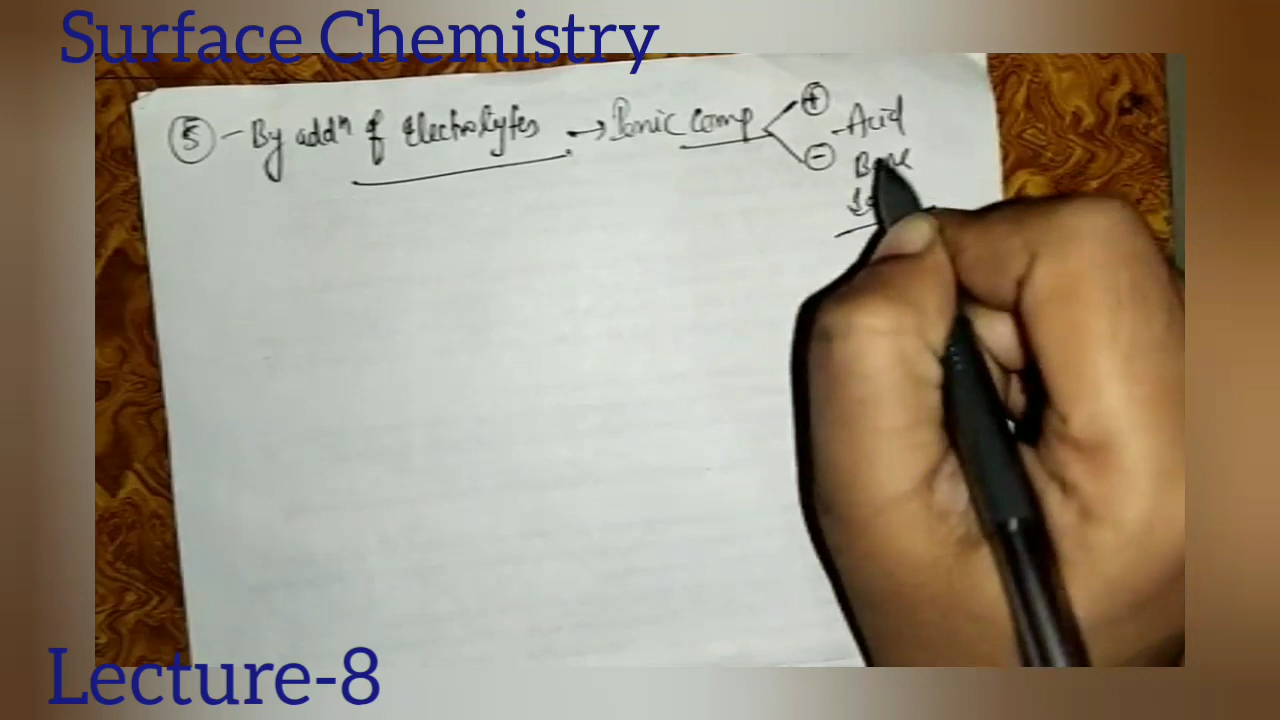 Surface Chemistry
⑤ - By addⁿ of Electrolytes → Ionic comp < ⊕ ⊖
Acid
Base
Lecture-8